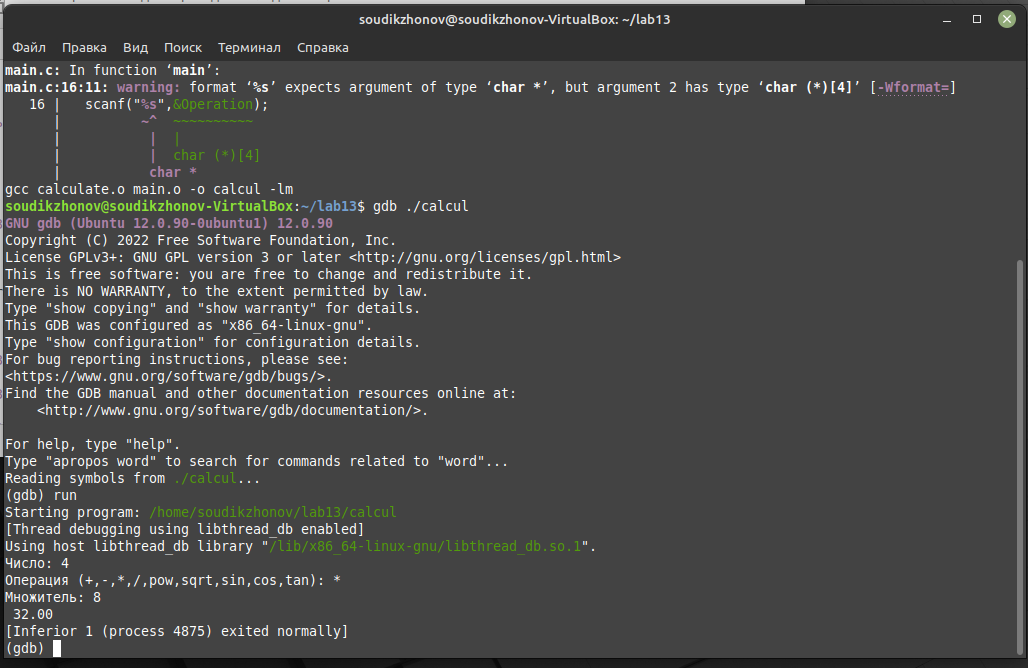 soudikzhonov@soudikzhonov-VirtualBox: ~/lab13
Файл Правка Вид Поиск Терминал Справка
main.c: In function ‘main’:
main.c:16:11: warning: format ‘%s’ expects argument of type ‘char *’, but argument 2 has type ‘char (*)[4]’ [-Wformat=]
   16 |   scanf("%s",&Operation);
      |          ~^  ~~~~~~~~~~
      |           |  |
      |           |  char (*)[4]
      |           char *
gcc calculate.o main.o -o calcul -lm
soudikzhonov@soudikzhonov-VirtualBox:~/lab13$ gdb ./calcul
GNU gdb (Ubuntu 12.0.90-0ubuntu1) 12.0.90
Copyright (C) 2022 Free Software Foundation, Inc.
License GPLv3+: GNU GPL version 3 or later <http://gnu.org/licenses/gpl.html>
This is free software: you are free to change and redistribute it.
There is NO WARRANTY, to the extent permitted by law.
Type "show copying" and "show warranty" for details.
This GDB was configured as "x86_64-linux-gnu".
Type "show configuration" for configuration details.
For bug reporting instructions, please see:
<https://www.gnu.org/software/gdb/bugs/>.
Find the GDB manual and other documentation resources online at:
    <http://www.gnu.org/software/gdb/documentation/>.

For help, type "help".
Type "apropos word" to search for commands related to "word"...
Reading symbols from ./calcul...
(gdb) run
Starting program: /home/soudikzhonov/lab13/calcul
[Thread debugging using libthread_db enabled]
Using host libthread_db library "/lib/x86_64-linux-gnu/libthread_db.so.1".
Число: 4
Операция (+,-,*,/,pow,sqrt,sin,cos,tan): *
Множитель: 8
 32.00
[Inferior 1 (process 4875) exited normally]
(gdb)